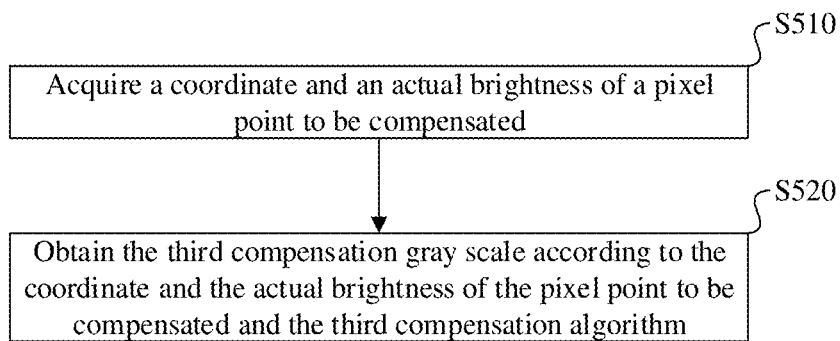 S510
Acquire a coordinate and an actual brightness of a pixel
point to be compensated
S520
Obtain the third compensation gray scale according to the
coordinate and the actual brightness of the pixel point to be
compensated and the third compensation algorithm